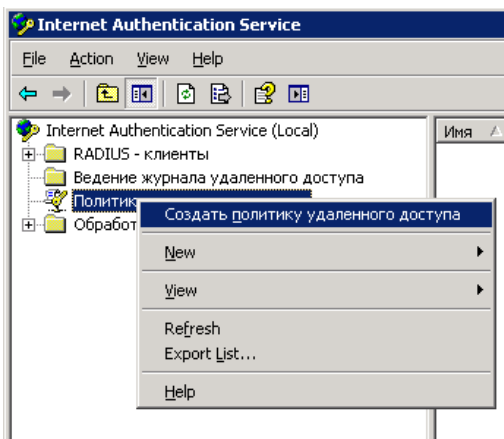 Internet Authentication Service
File Action View Help
Internet Authentication Service (Local)
Имя
RADIUS - клиенты
Ведение журнала удаленного доступа
Политик
Создать политику удаленного доступа
Обработ
New
View
Refresh
Export List...
Help